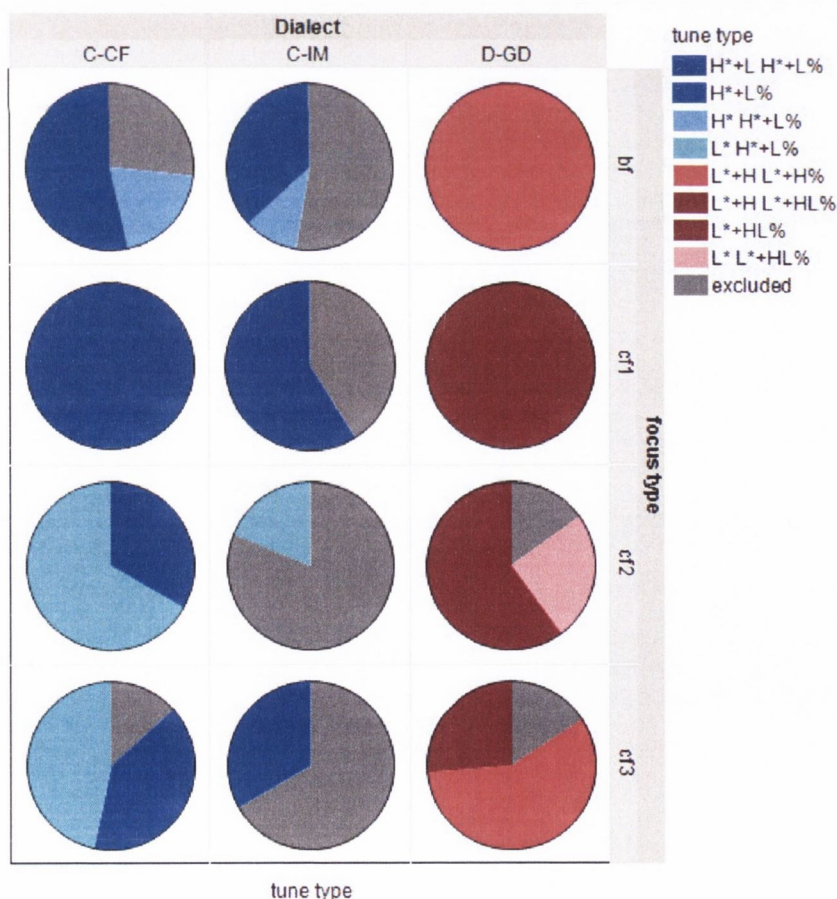 Dialect
C-CF C-IM D-GD
bf
cf1
cf2
cf3
focus type
tune type
tune type
H*+L H*+L%
H*+L%
H* H*+L%
L* H*+L%
L*+H L*+H%
L*+H L*+HL%
L*+HL%
L* L*+HL%
excluded